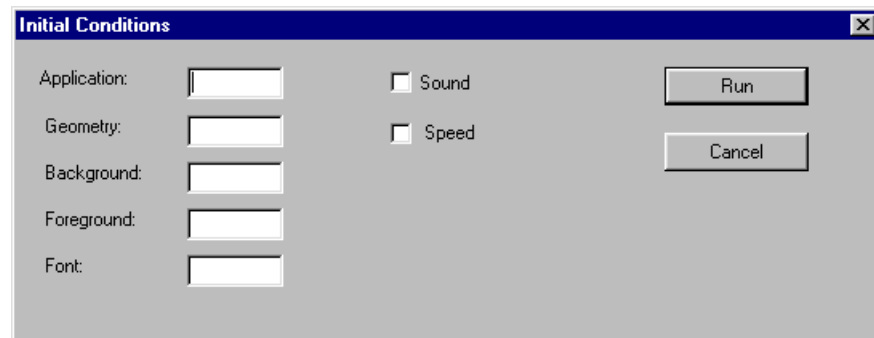 Initial Conditions
Application:
Sound
Run
Geometry:
Speed
Cancel
Background:
Foreground:
Font: